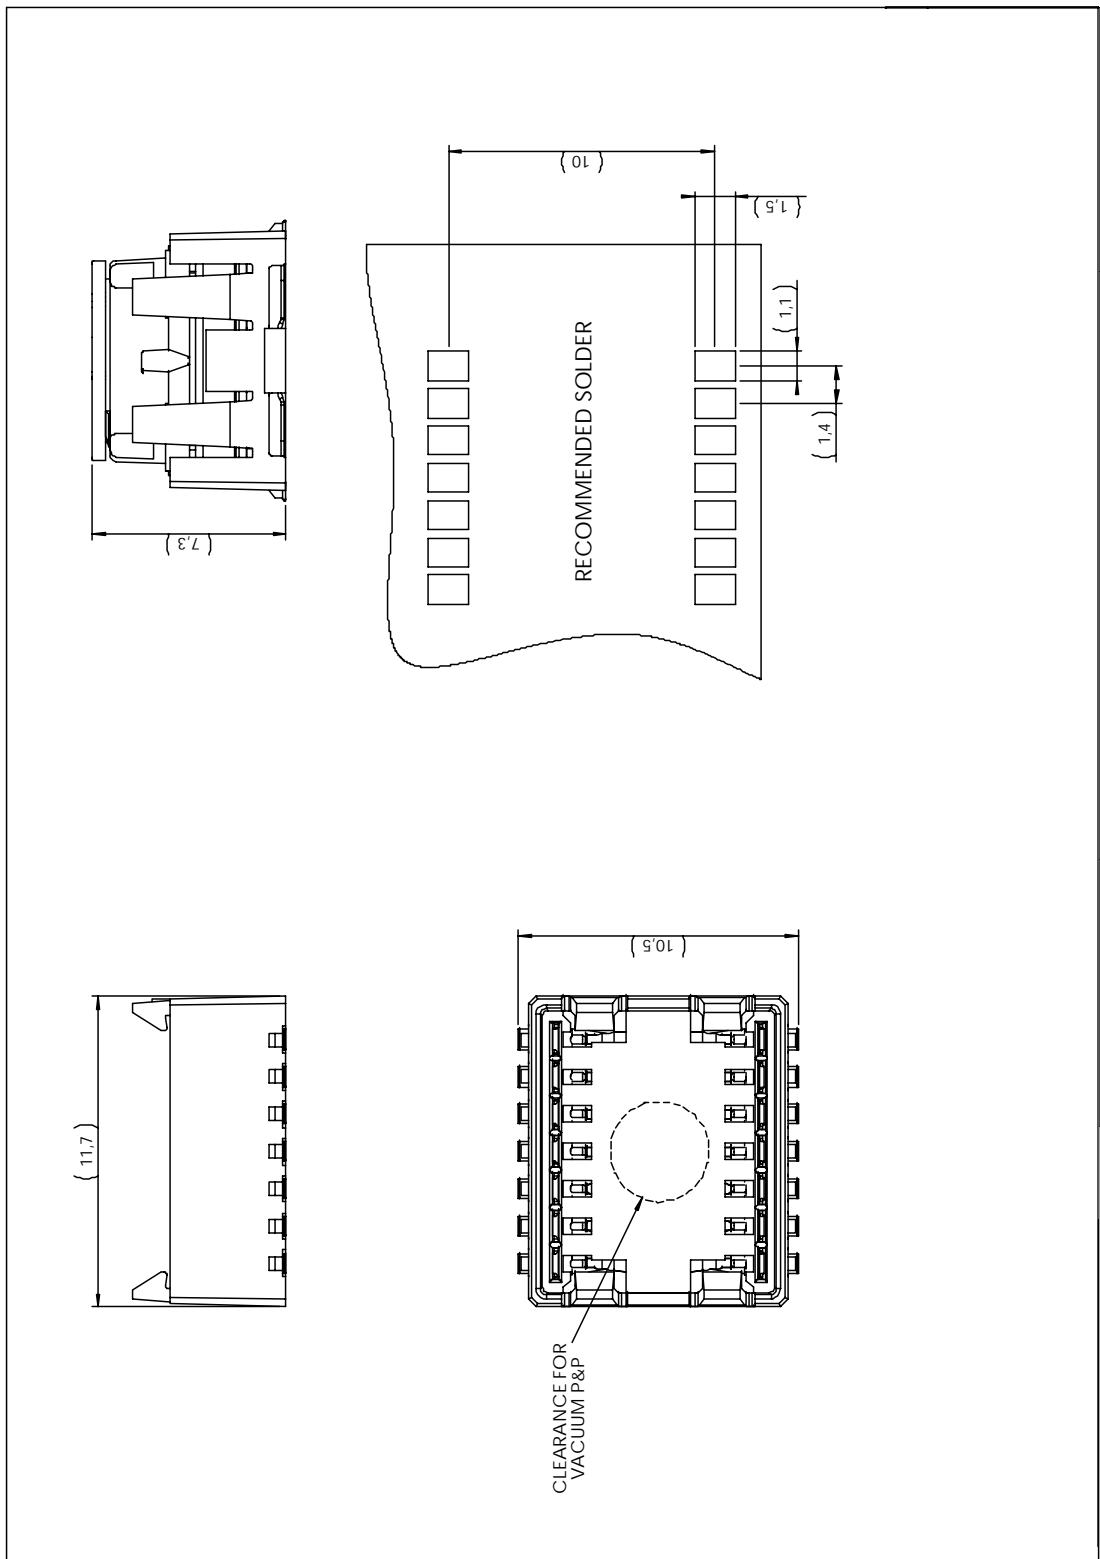 ( 10 )
( 1,5 )
( 1,1 )
( 1,4 )
RECOMMENDED SOLDER
( 7,3 )
( 10,5 )
( 11,7 )
CLEARANCE FOR
VACUUM P&P